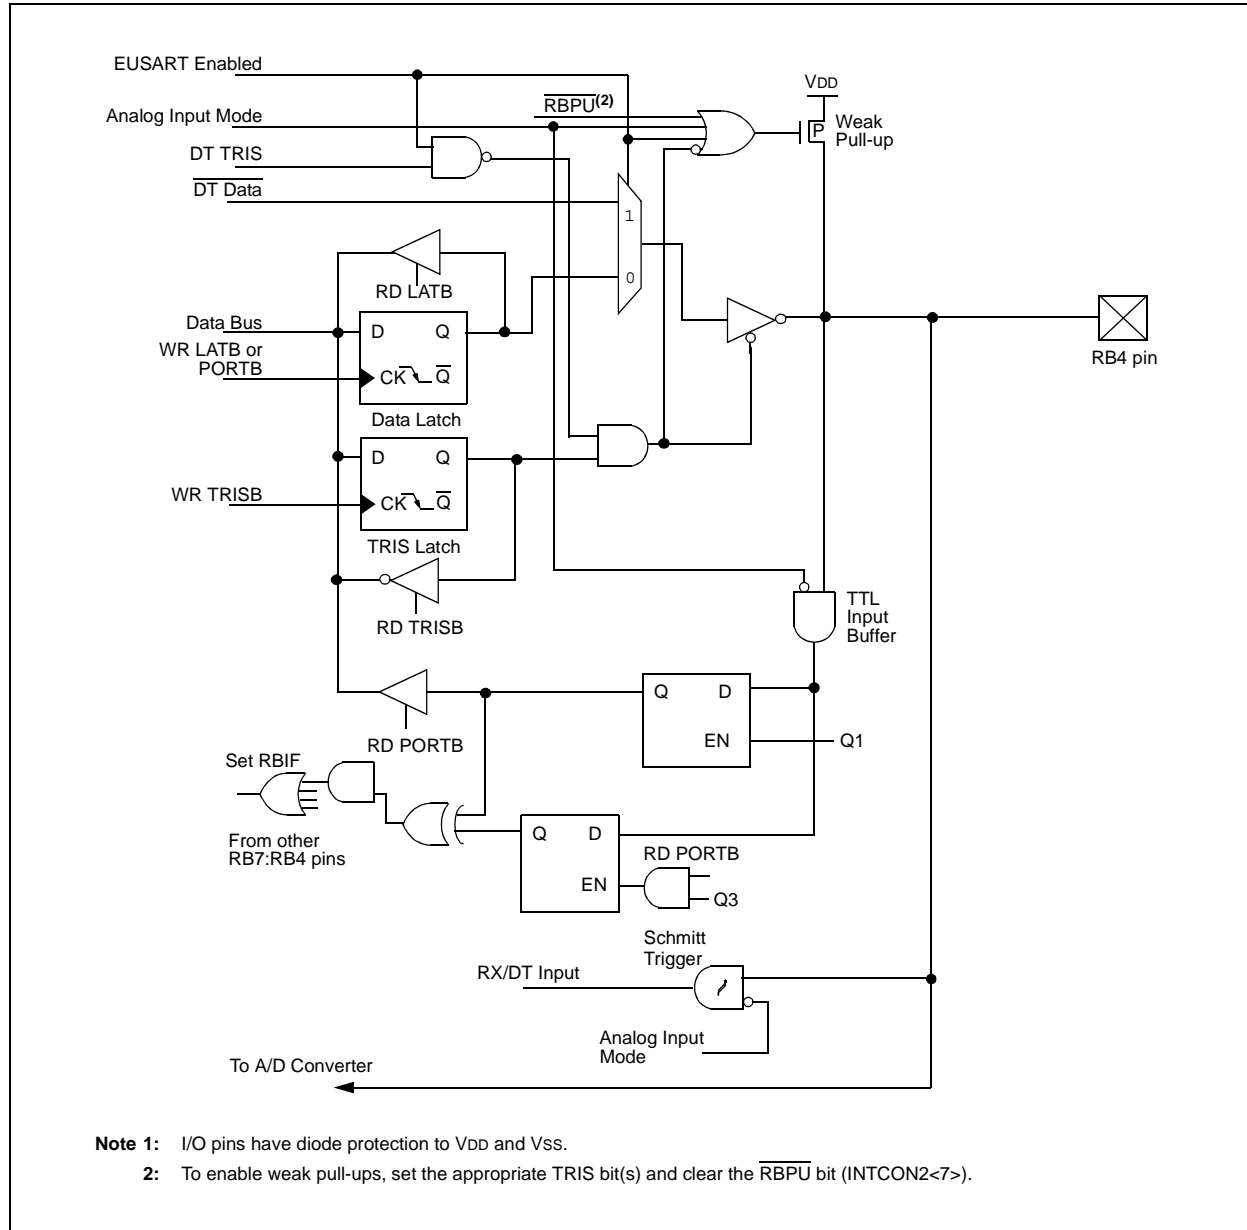 EUSART Enabled
VDD
RBPU(2)
Analog Input Mode
P
Weak
Pull-up
DT TRIS
DT Data
1
0
RD LATB
Data Bus
D Q
WR LATB or
PORTB
CK Q
RB4 pin
Data Latch
D Q
WR TRISB
CK Q
TRIS Latch
TTL
Input
Buffer
RD TRISB
Q D
EN
Q1
RD PORTB
Set RBIF
Q D
From other
RB7:RB4 pins
RD PORTB
EN
Q3
Schmitt
Trigger
RX/DT Input
Analog Input
Mode
To A/D Converter
Note 1: I/O pins have diode protection to VDD and VSS.
2: To enable weak pull-ups, set the appropriate TRIS bit(s) and clear the RBPU bit (INTCON2<7>).